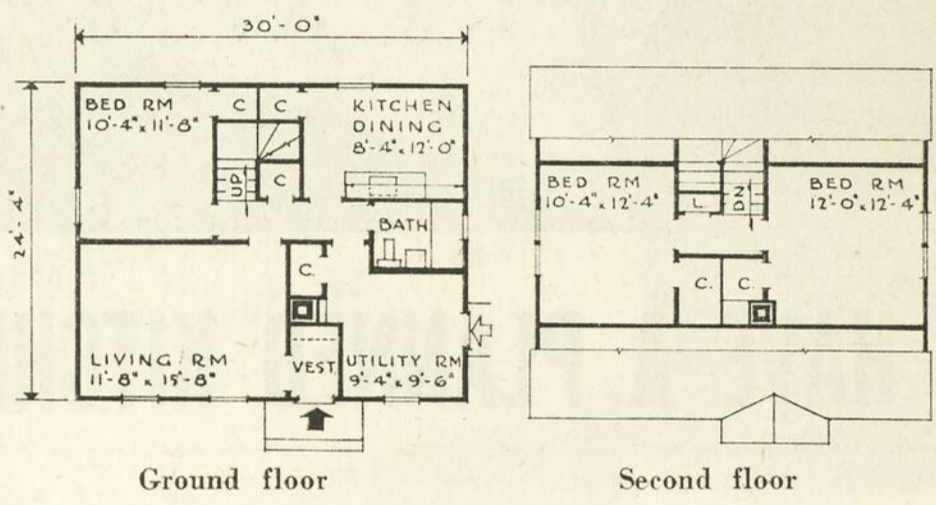 30'-0"
24'-4"
BED RM
10'-4" x 11'-8"
C
C
KITCHEN
DINING
8'-4" x 12'-0"
UP
C
BATH
C.
LIVING RM
11'-8" x 15'-8"
VEST.
UTILITY RM
9'-4" x 9'-6"
Ground floor
BED RM
10'-4" x 12'-4"
L
DN
BED RM
12'-0" x 12'-4"
C.
C.
Second floor